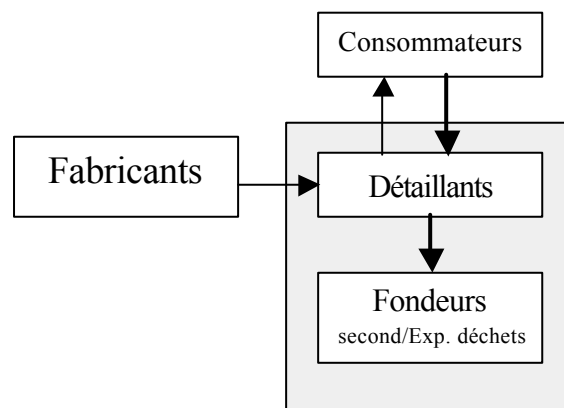 Consommateurs
Fabricants
Détaillants
Fondeurs
second/Exp. déchets